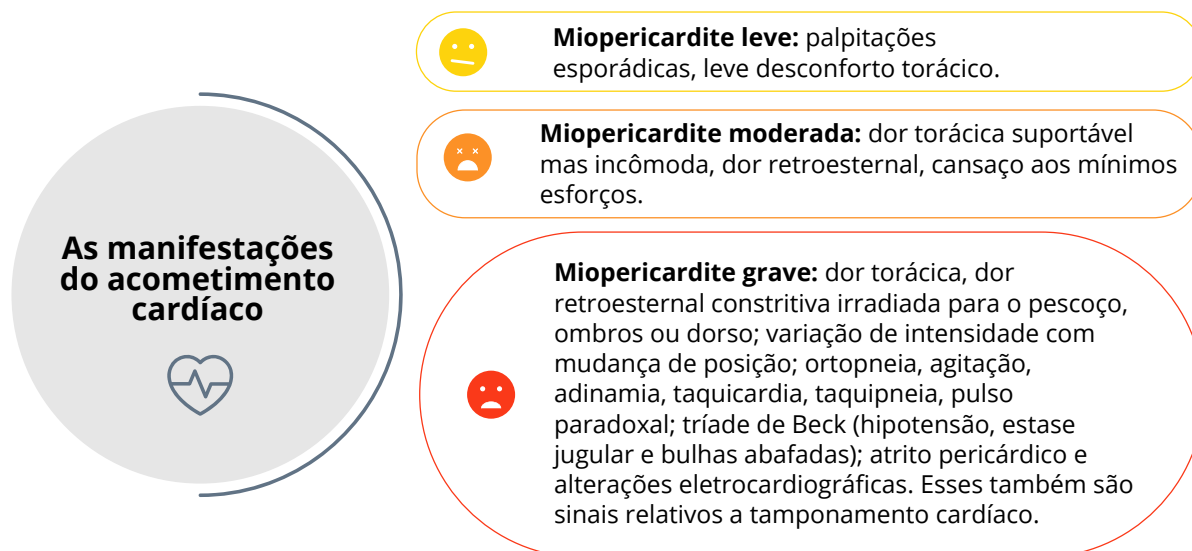 As manifestações
do acometimento
cardíaco
Miopericardite leve: palpitações
esporádicas, leve desconforto torácico.
Miopericardite moderada: dor torácica suportável
mas incômoda, dor retroesternal, cansaço aos mínimos
esforços.
Miopericardite grave: dor torácica, dor
retroesternal constritiva irradiada para o pescoço,
ombros ou dorso; variação de intensidade com
mudança de posição; ortopneia, agitação,
adinamia, taquicardia, taquipneia, pulso
paradoxal; tríade de Beck (hipotensão, estase
jugular e bulhas abafadas); atrito pericárdico e
alterações eletrocardiográficas. Esses também são
sinais relativos a tamponamento cardíaco.